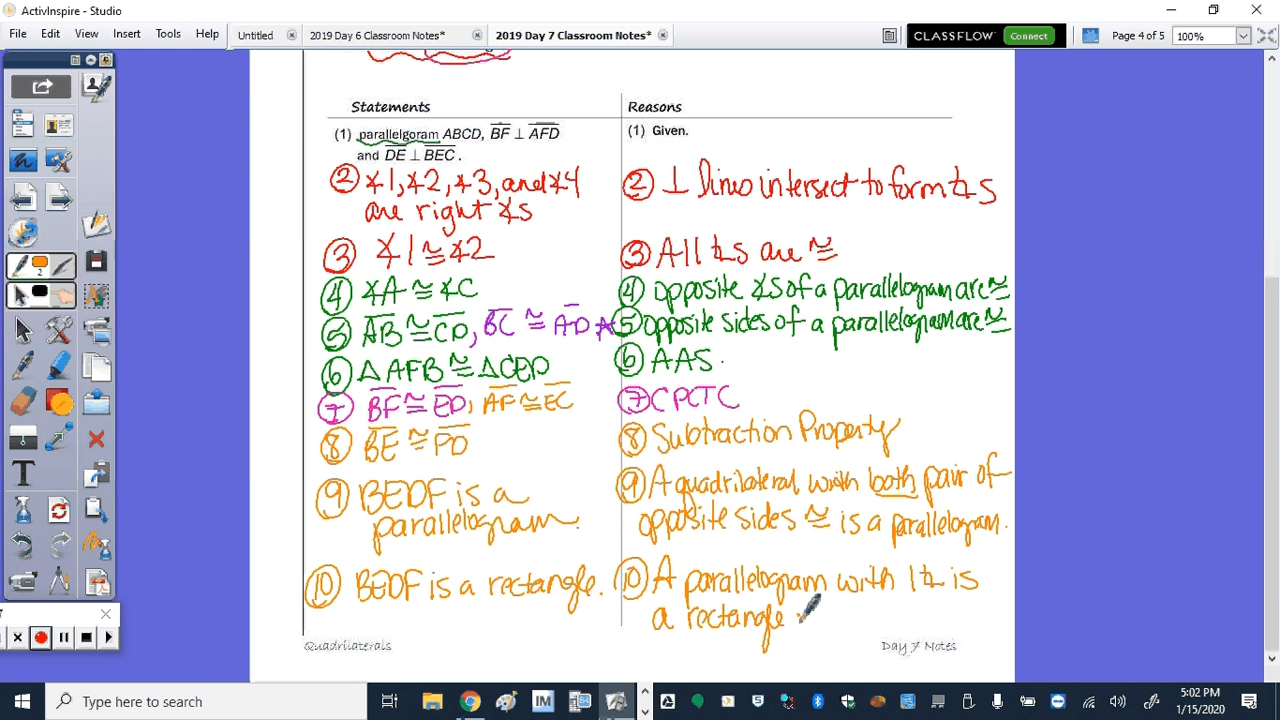 ActivInspire - Studio
File Edit View Insert Tools Help
Untitled
2019 Day 6 Classroom Notes*
2019 Day 7 Classroom Notes*
CLASSFLOW Connect
Page 4 of 5
100%
Statements
Reasons
(1) parallelgoram ABCD, BF ⊥ AFD
and DE ⊥ BEC.
(1) Given.
② ∡1, ∡2, ∡3, and ∡4
are right ∡s
② ⊥ lines intersect to form rt ∡s
③ ∡1 ≅ ∡2
③ All rt ∡s are ≅
④ ∡A ≅ ∡C
④ opposite ∡s of a parallelogram are ≅
⑤ AB ≅ CD, BC ≅ AD ★
⑤ opposite sides of a parallelogram are ≅
⑥ △AFB ≅ △CED
⑥ AAS.
⑦ BF ≅ ED, AF ≅ EC
⑦ CPCTC
⑧ BE ≅ FD
⑧ Subtraction Property
⑨ BEDF is a
parallelogram.
⑨ A quadrilateral with both pair of
opposite sides ≅ is a parallelogram.
⑩ BEDF is a rectangle.
⑩ A parallelogram with 1 rt ∡ is
a rectangle
Quadrilaterals
Day 7 Notes
2
T
Type here to search
IM
5:02 PM
1/15/2020